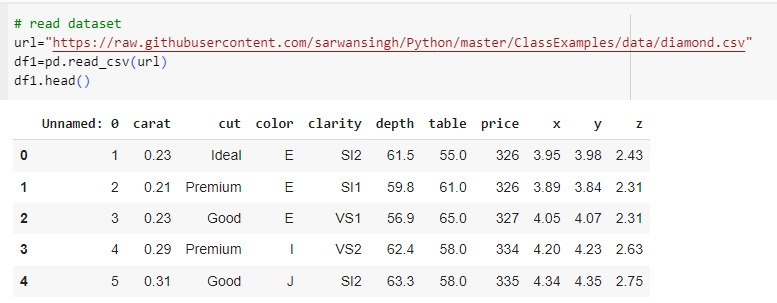 # read dataset
url="https://raw.githubusercontent.com/sarwansingh/Python/master/ClassExamples/data/diamond.csv"
df1=pd.read_csv(url)
df1.head()
Unnamed: 0 carat cut color clarity depth table price x y z
0 1 0.23 Ideal E SI2 61.5 55.0 326 3.95 3.98 2.43
1 2 0.21 Premium E SI1 59.8 61.0 326 3.89 3.84 2.31
2 3 0.23 Good E VS1 56.9 65.0 327 4.05 4.07 2.31
3 4 0.29 Premium I VS2 62.4 58.0 334 4.20 4.23 2.63
4 5 0.31 Good J SI2 63.3 58.0 335 4.34 4.35 2.75